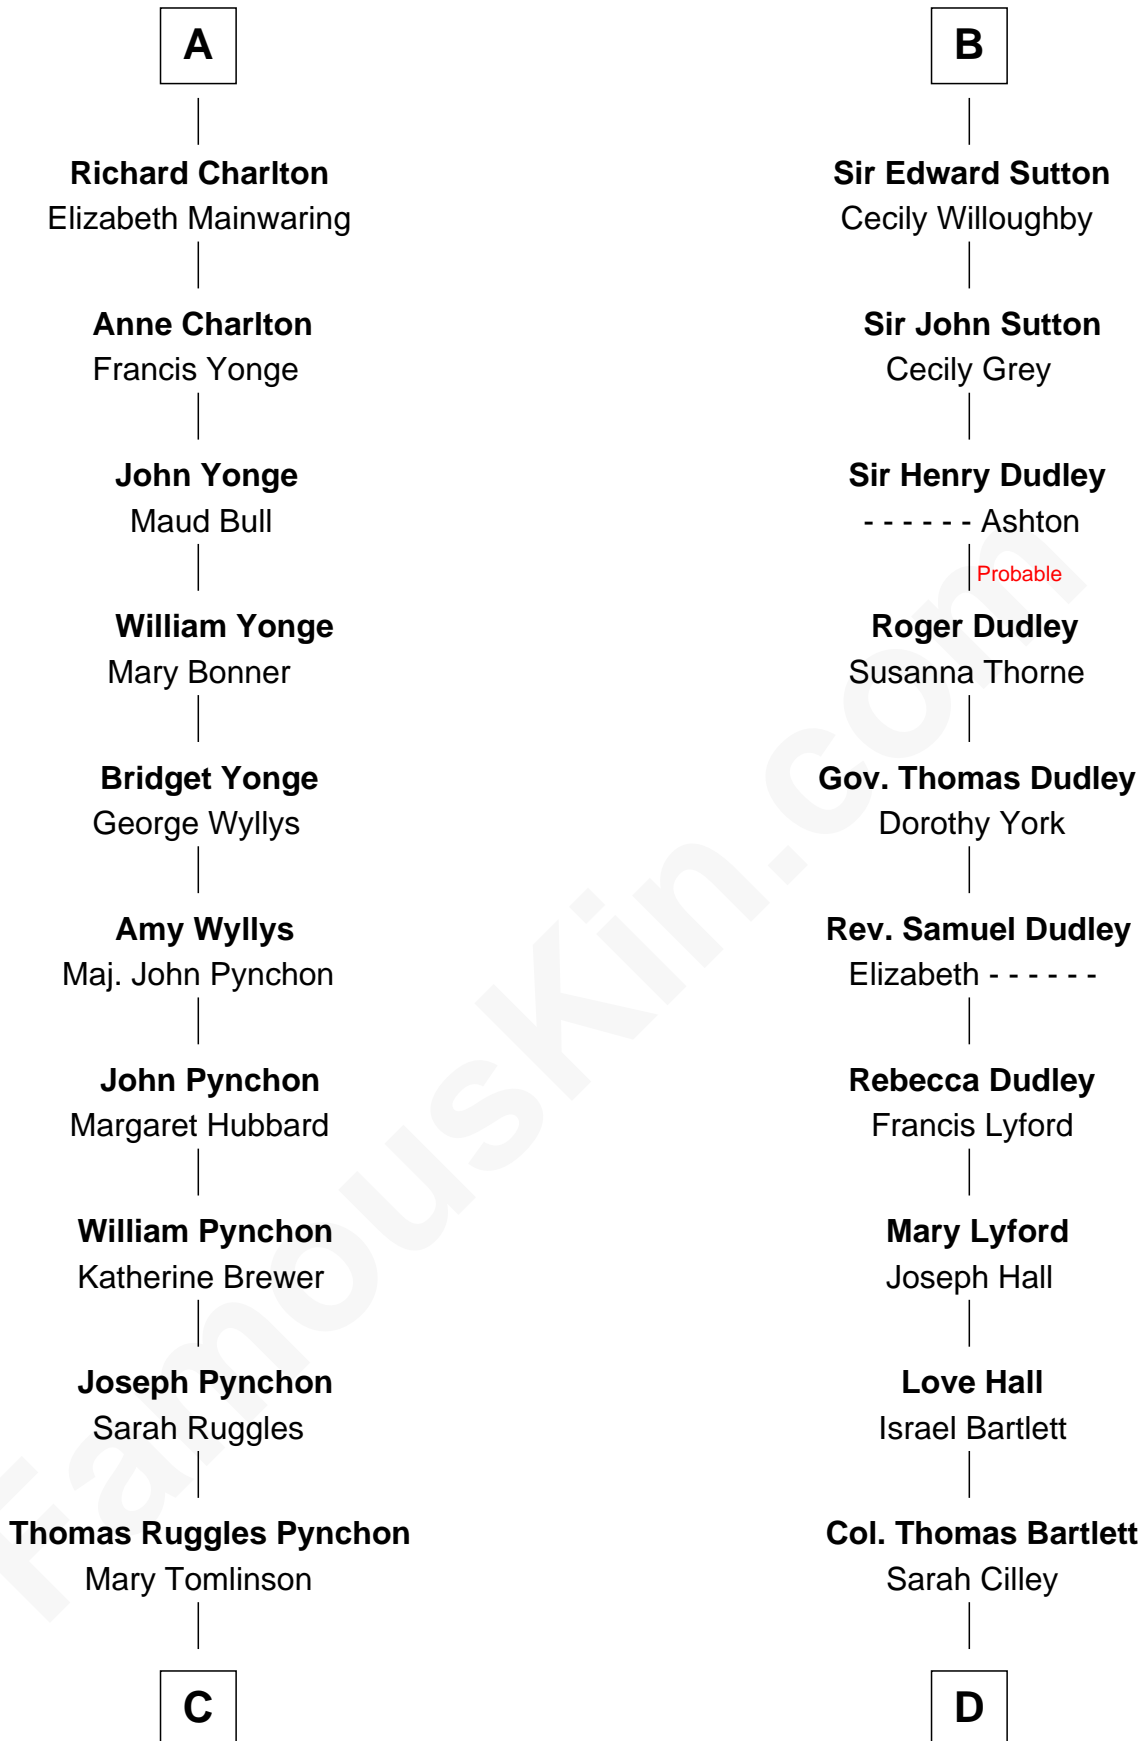 A
Richard Charlton
Elizabeth Mainwaring
Anne Charlton
Francis Yonge
John Yonge
Maud Bull
William Yonge
Mary Bonner
Bridget Yonge
George Wyllys
Amy Wyllys
Maj. John Pynchon
John Pynchon
Margaret Hubbard
William Pynchon
Katherine Brewer
Joseph Pynchon
Sarah Ruggles
Thomas Ruggles Pynchon
Mary Tomlinson
C
B
Sir Edward Sutton
Cecily Willoughby
Sir John Sutton
Cecily Grey
Sir Henry Dudley
- - - - - - Ashton
Probable
Roger Dudley
Susanna Thorne
Gov. Thomas Dudley
Dorothy York
Rev. Samuel Dudley
Elizabeth - - - - - -
Rebecca Dudley
Francis Lyford
Mary Lyford
Joseph Hall
Love Hall
Israel Bartlett
Col. Thomas Bartlett
Sarah Cilley
D
FamousKin.com